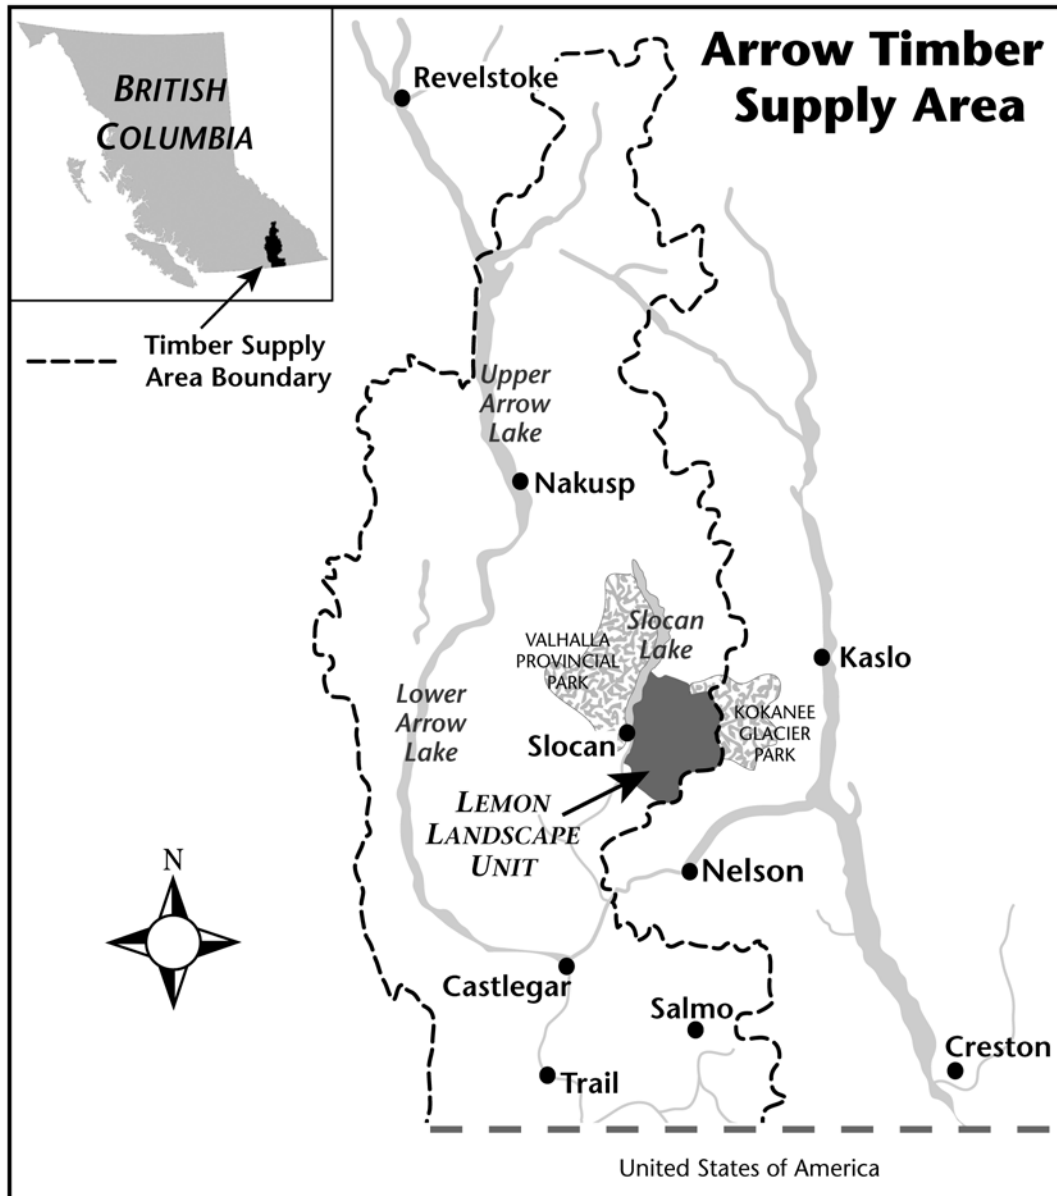 Arrow Timber
Supply Area
BRITISH
COLUMBIA
Timber Supply
Area Boundary
Revelstoke
Upper
Arrow
Lake
Nakusp
Slocan
Lake
VALHALLA
PROVINCIAL
PARK
Kaslo
Lower
Arrow
Lake
KOKANEE
GLACIER
PARK
Slocan
LEMON
LANDSCAPE
UNIT
N
Nelson
Castlegar
Salmo
Creston
Trail
United States of America